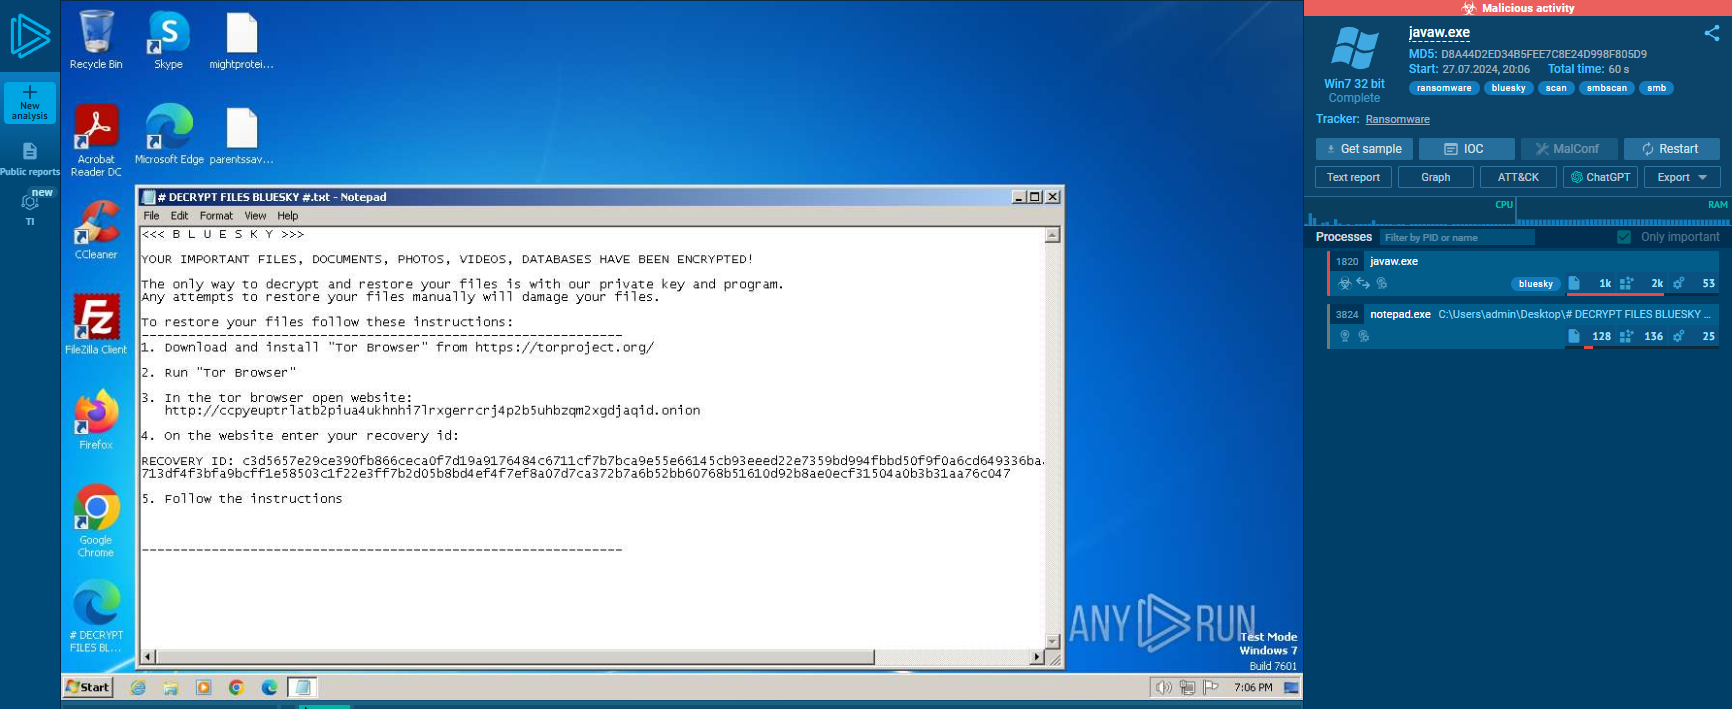 New
analysis
Public reports
new
TI
Recycle Bin
Skype
mightprotei...
Acrobat
Reader DC
Microsoft Edge
parentssav...
CCleaner
FileZilla Client
Firefox
Google
Chrome
# DECRYPT
FILES BL...
# DECRYPT FILES BLUESKY #.txt - Notepad
File Edit Format View Help
<<< B L U E S K Y >>>
YOUR IMPORTANT FILES, DOCUMENTS, PHOTOS, VIDEOS, DATABASES HAVE BEEN ENCRYPTED!
The only way to decrypt and restore your files is with our private key and program.
Any attempts to restore your files manually will damage your files.
To restore your files follow these instructions:
--------------------------------------------------------------
1. Download and install "Tor Browser" from https://torproject.org/
2. Run "Tor Browser"
3. In the tor browser open website:
http://ccpyeuptrlatb2piua4ukhnhi7lrxgerrcrj4p2b5uhbzqm2xgdjaqid.onion
4. On the website enter your recovery id:
RECOVERY ID: c3d5657e29ce390fb866ceca0f7d19a9176484c6711cf7b7bca9e55e66145cb93eeed22e7359bd994fbbd50f9f0a6cd649336ba
713df4f3bfa9bcff1e58503c1f22e3ff7b2d05b8bd4ef4f7ef8a07d7ca372b7a6b52bb60768b51610d92b8ae0ecf31504a0b3b31aa76c047
5. Follow the instructions
--------------------------------------------------------------
ANY RUN
Test Mode
Windows 7
Build 7601
Start
7:06 PM
Malicious activity
Win7 32 bit
Complete
javaw.exe
MD5: D8A44D2ED34B5FEE7C8E24D998F805D9
Start: 27.07.2024, 20:06 Total time: 60 s
ransomware bluesky scan smbscan smb
Tracker: Ransomware
Get sample IOC MalConf Restart
Text report Graph ATT&CK ChatGPT Export
CPU RAM
Processes Filter by PID or name Only important
1820 javaw.exe
bluesky 1k 2k 53
3824 notepad.exe C:\Users\admin\Desktop\# DECRYPT FILES BLUESKY ...
128 136 25